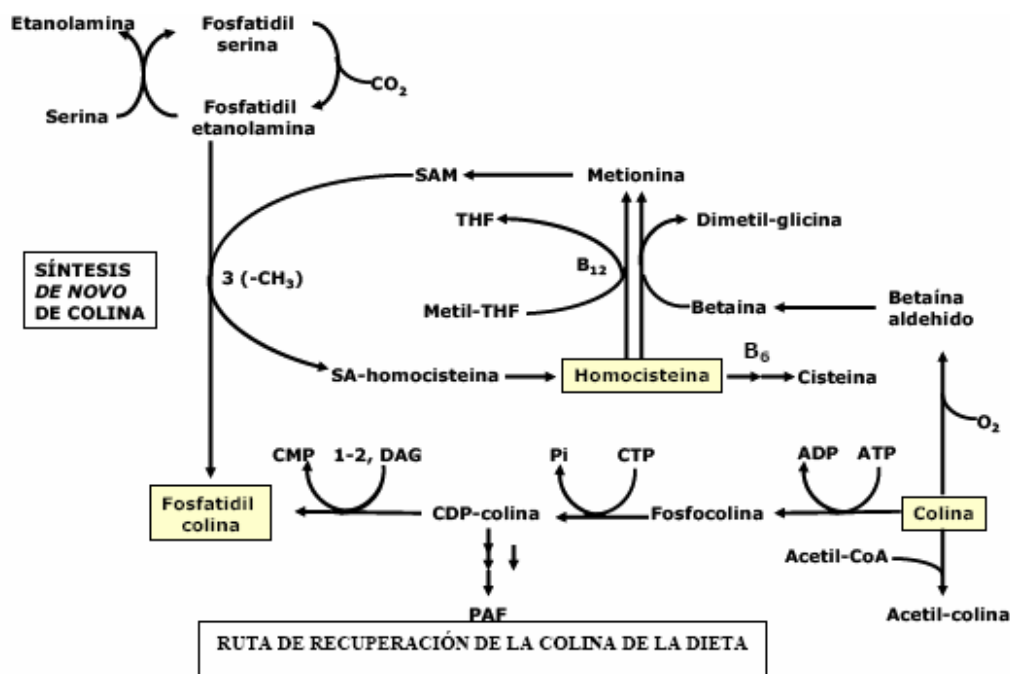 Etanolamina
Fosfatidil
serina
CO2
Serina
Fosfatidil
etanolamina
SAM
Metionina
THF
Dimetil-glicina
SÍNTESIS
DE NOVO
DE COLINA
3 (-CH3)
B12
Metil-THF
Betaina
Betaína
aldehido
SA-homocisteina
Homocisteina
B6
Cisteina
O2
CMP
1-2, DAG
Pi
CTP
ADP
ATP
Fosfatidil
colina
CDP-colina
Fosfocolina
Colina
Acetil-CoA
PAF
Acetil-colina
RUTA DE RECUPERACIÓN DE LA COLINA DE LA DIETA